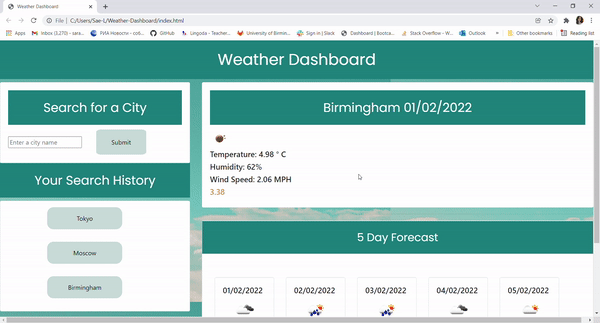 Weather Dashboard
File | C:/Users/Sae-L/Weather-Dashboard/index.html
Apps
Inbox (3,270) - sara...
РИА Новости - соб...
GitHub
Lingoda - Treatwell...
University of Birmin...
Sign in | Slack
Dashboard | Bootca...
Stack Overflow - W...
Outlook
Other bookmarks
Reading list
Weather Dashboard
Search for a City
Enter a city name
Submit
Your Search History
Tokyo
Moscow
Birmingham
Birmingham 01/02/2022
Temperature: 4.98 ° C
Humidity: 62%
Wind Speed: 2.06 MPH
3.38
5 Day Forecast
01/02/2022
02/02/2022
03/02/2022
04/02/2022
05/02/2022